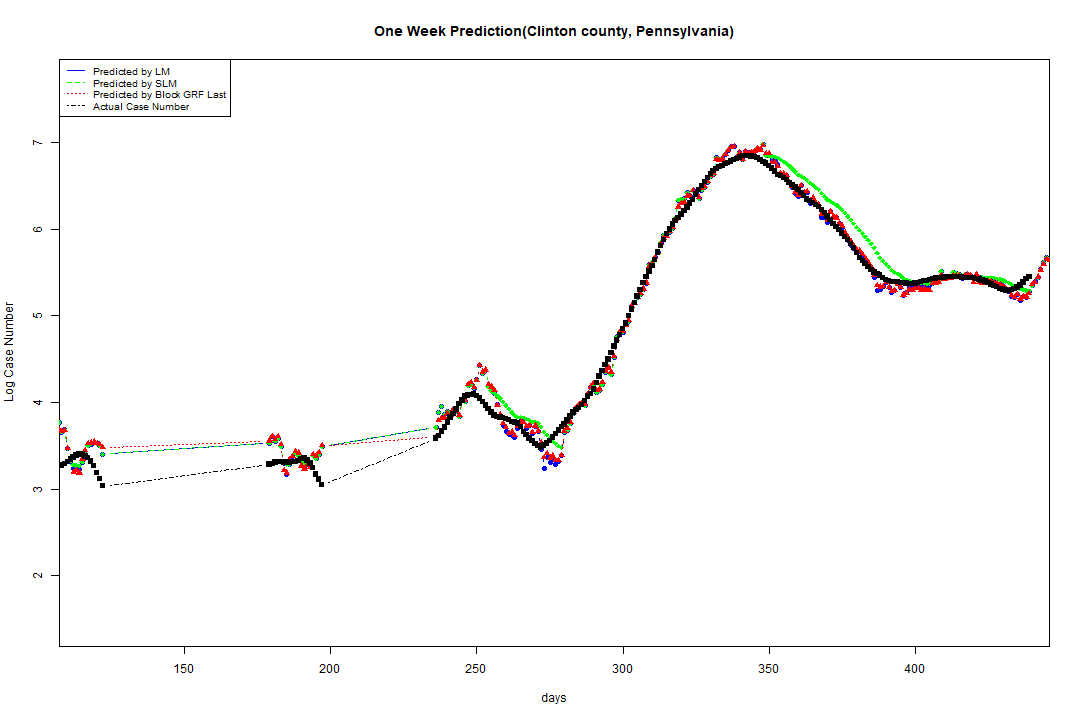 One Week Prediction(Clinton county, Pennsylvania)
Predicted by LM
Predicted by SLM
Predicted by Block GRF Last
Actual Case Number
7
6
5
4
3
2
Log Case Number
150 200 250 300 350 400
days